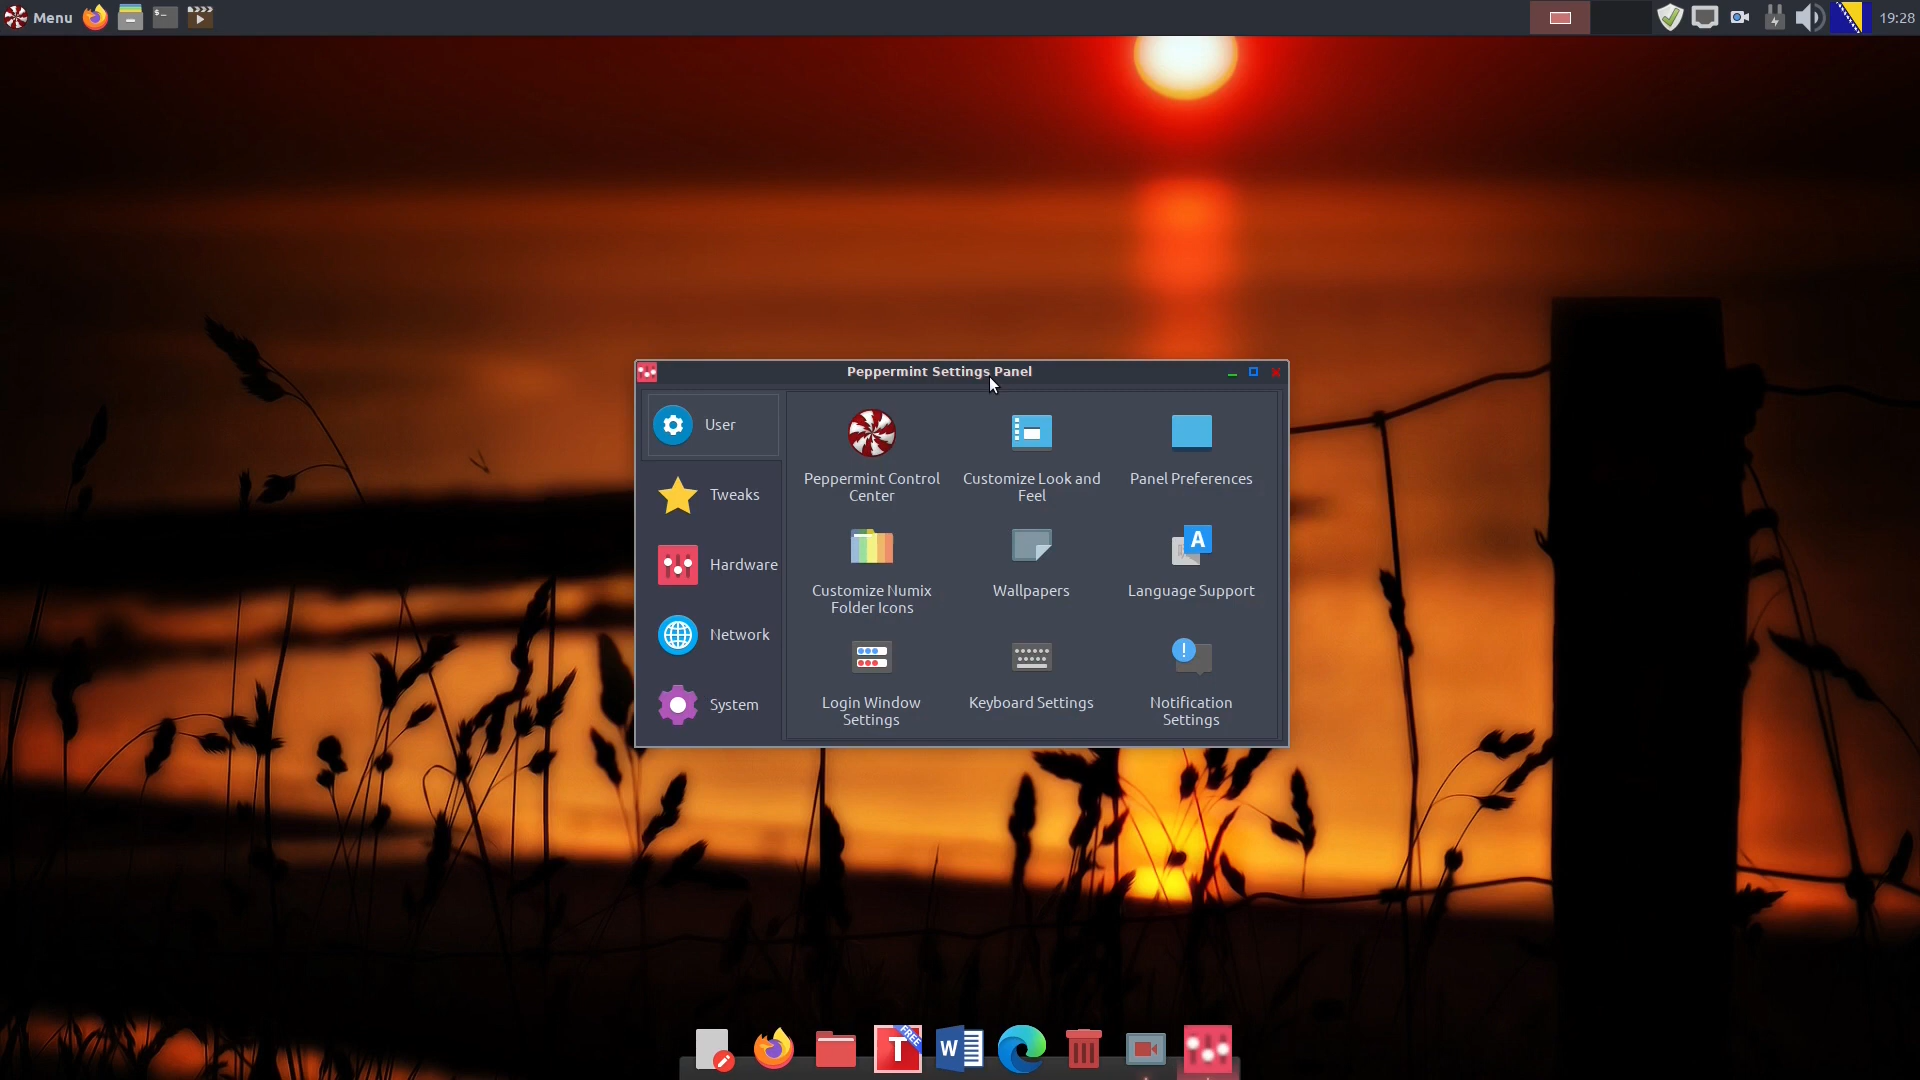 Menu
19:28
Peppermint Settings Panel
User
Tweaks
Hardware
Network
System
Peppermint Control
Center
Customize Look and
Feel
Panel Preferences
Customize Numix
Folder Icons
Wallpapers
A
Language Support
Login Window
Settings
Keyboard Settings
!
Notification
Settings
T
FREE
W